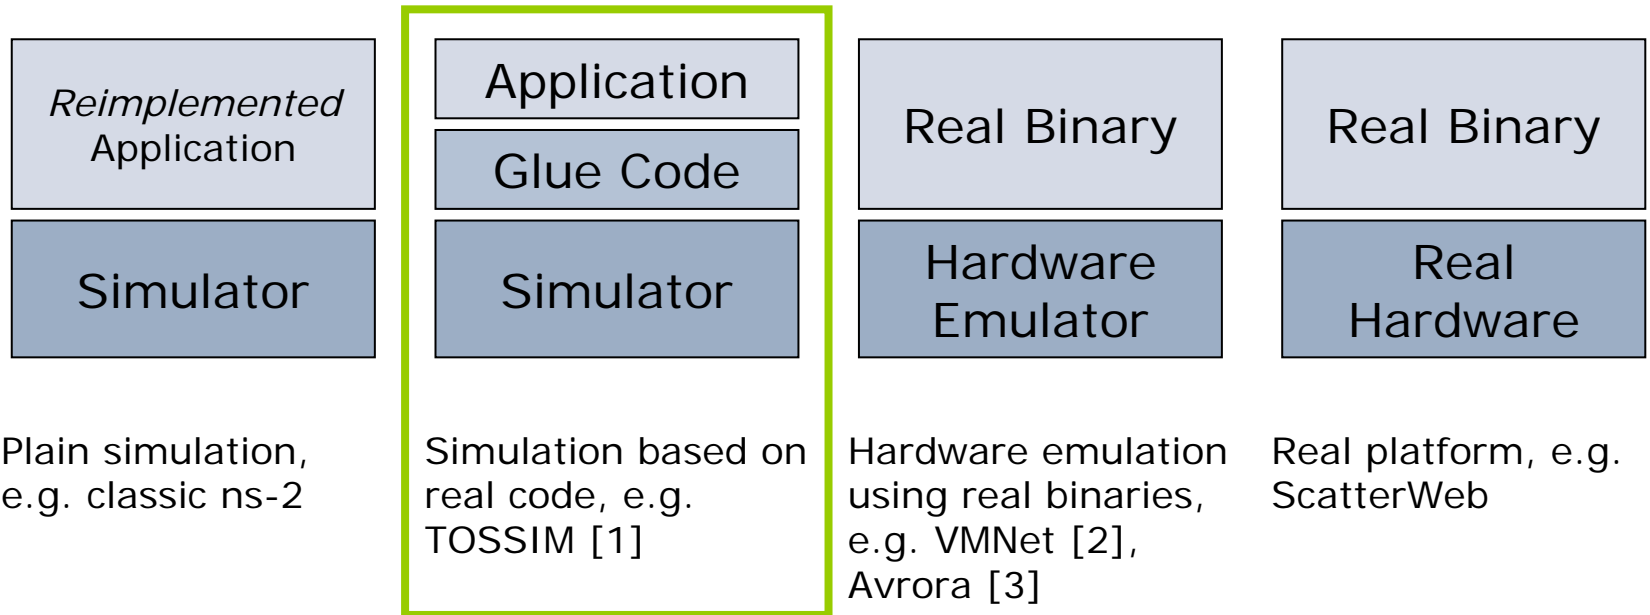 Reimplemented
Application
Simulator
Plain simulation,
e.g. classic ns-2
Application
Glue Code
Simulator
Simulation based on
real code, e.g.
TOSSIM [1]
Real Binary
Hardware
Emulator
Hardware emulation
using real binaries,
e.g. VMNet [2],
Avrora [3]
Real Binary
Real
Hardware
Real platform, e.g.
ScatterWeb